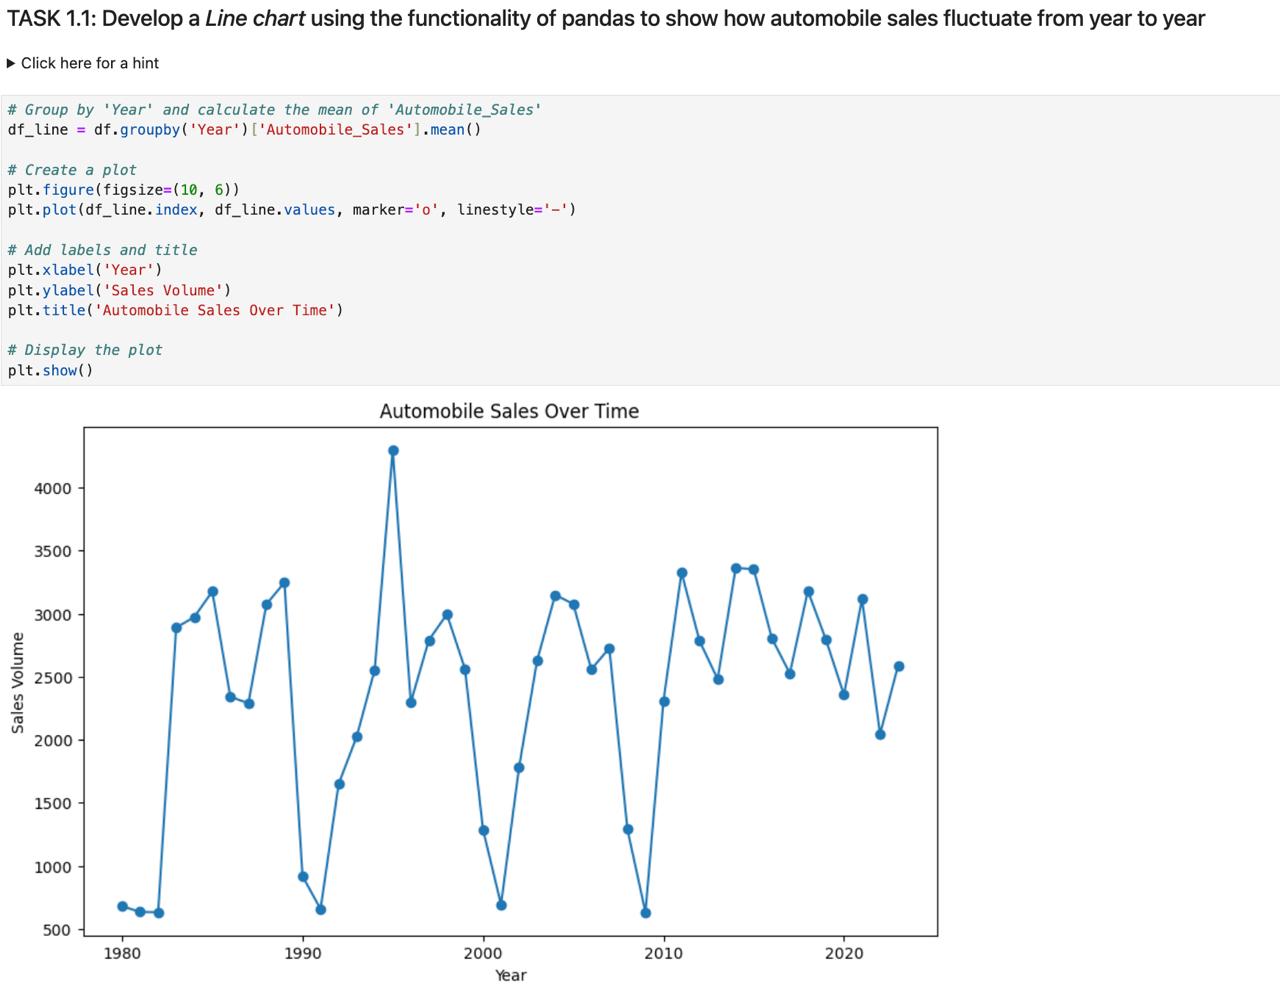 TASK 1.1: Develop a Line chart using the functionality of pandas to show how automobile sales fluctuate from year to year
▶ Click here for a hint
# Group by 'Year' and calculate the mean of 'Automobile_Sales'
df_line = df.groupby('Year')['Automobile_Sales'].mean()
# Create a plot
plt.figure(figsize=(10, 6))
plt.plot(df_line.index, df_line.values, marker='o', linestyle='-')
# Add labels and title
plt.xlabel('Year')
plt.ylabel('Sales Volume')
plt.title('Automobile Sales Over Time')
# Display the plot
plt.show()
Automobile Sales Over Time
Sales Volume
4000
3500
3000
2500
2000
1500
1000
500
1980 1990 2000 2010 2020
Year